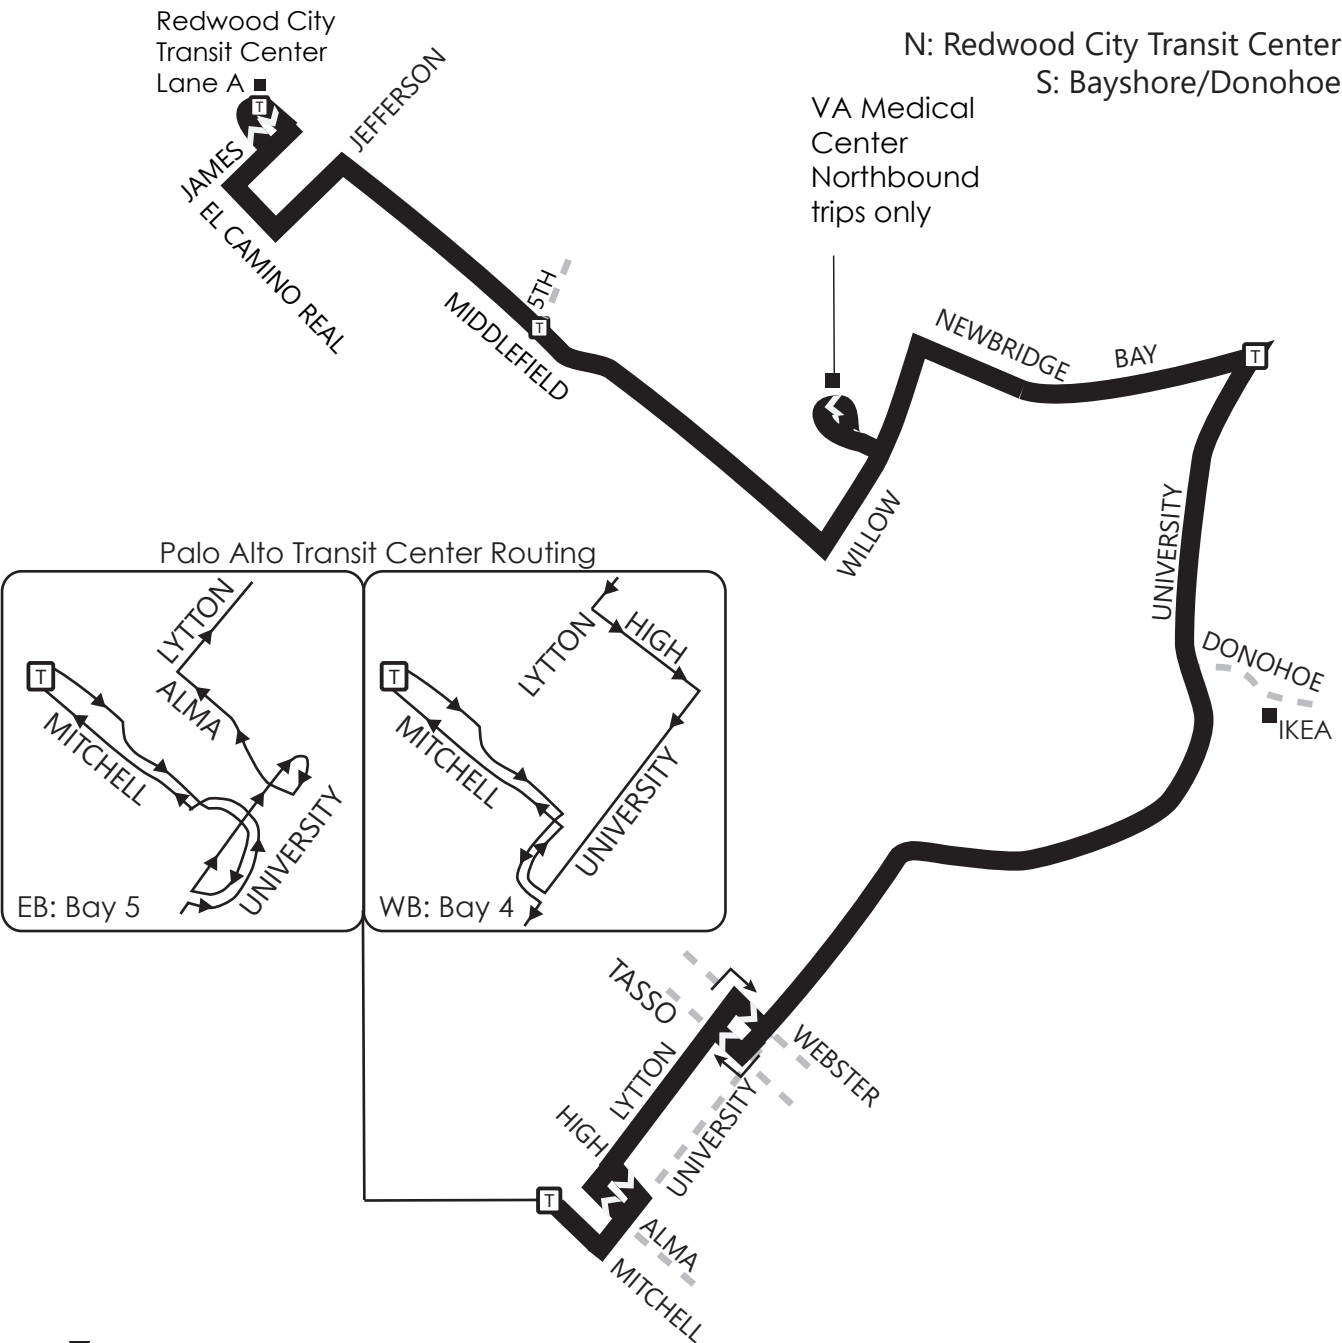 Redwood City
Transit Center
Lane A
N: Redwood City Transit Center
S: Bayshore/Donohoe
VA Medical
Center
Northbound
trips only
T
JEFFERSON
JAMES
EL CAMINO REAL
5TH
T
MIDDLEFIELD
NEWBRIDGE
BAY
T
WILLOW
UNIVERSITY
DONOHOE
IKEA
Palo Alto Transit Center Routing
LYTTON
T
ALMA
MITCHELL
UNIVERSITY
EB: Bay 5
LYTTON
HIGH
T
MITCHELL
UNIVERSITY
WB: Bay 4
TASSO
WEBSTER
LYTTON
UNIVERSITY
HIGH
T
ALMA
MITCHELL